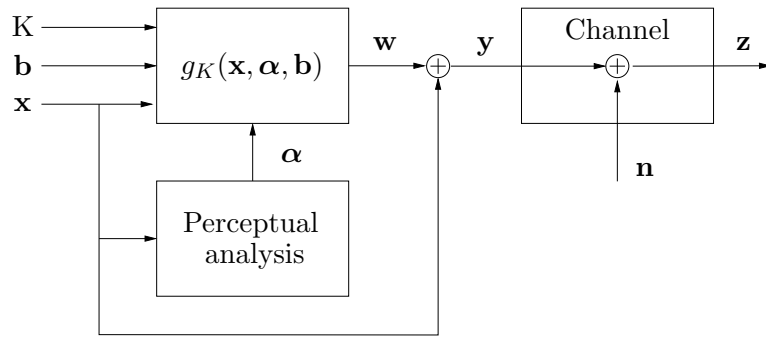 K
b
x
g_K(x, α, b)
w
y
Channel
z
α
n
Perceptual
analysis